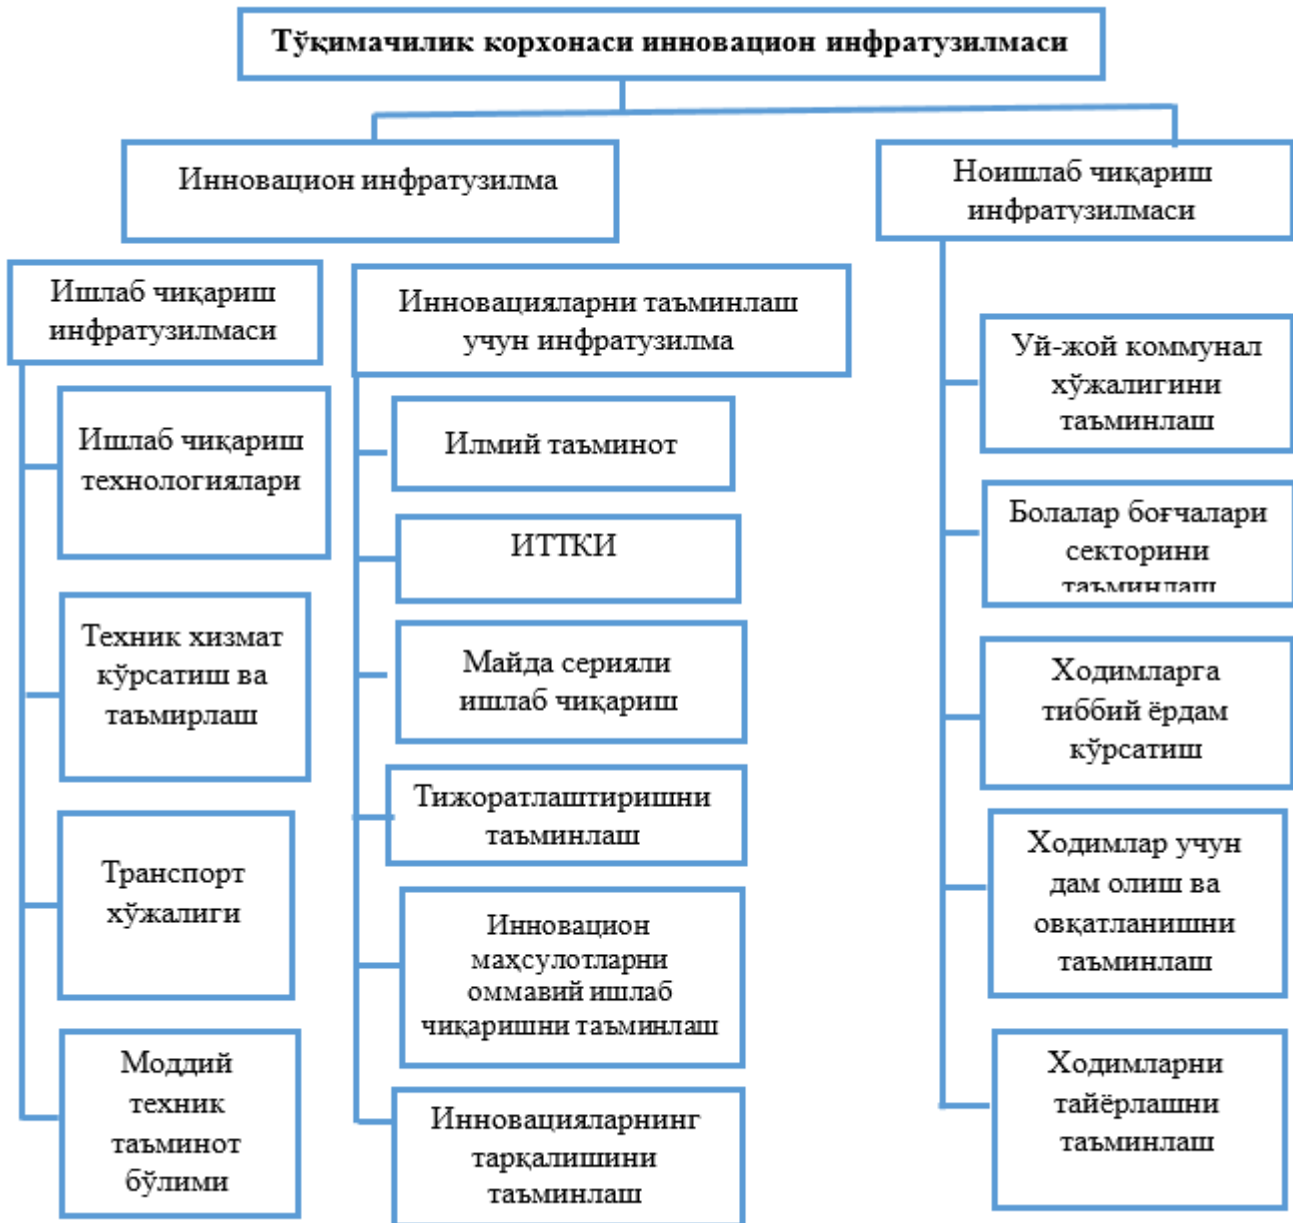 Тўқимачилик корхонаси инновацион инфратузилмаси
Инновацион инфратузилма
Ноишлаб чиқариш
инфратузилмаси
Ишлаб чиқариш
инфратузилмаси
Ишлаб чиқариш
технологиялари
Техник хизмат
кўрсатиш ва
таъмирлаш
Транспорт
хўжалиги
Моддий
техник
таъминот
бўлими
Инновацияларни таъминлаш
учун инфратузилма
Илмий таъминот
ИТТКИ
Майда серияли
ишлаб чиқариш
Тижоратлаштиришни
таъминлаш
Инновацион
маҳсулотларни
оммавий ишлаб
чиқаришни таъминлаш
Инновацияларнинг
тарқалишини
таъминлаш
Уй-жой коммунал
хўжалигини
таъминлаш
Болалар боғчалари
секторини
таъминлаш
Ходимларга
тиббий ёрдам
кўрсатиш
Ходимлар учун
дам олиш ва
овқатланишни
таъминлаш
Ходимларни
тайёрлашни
таъминлаш